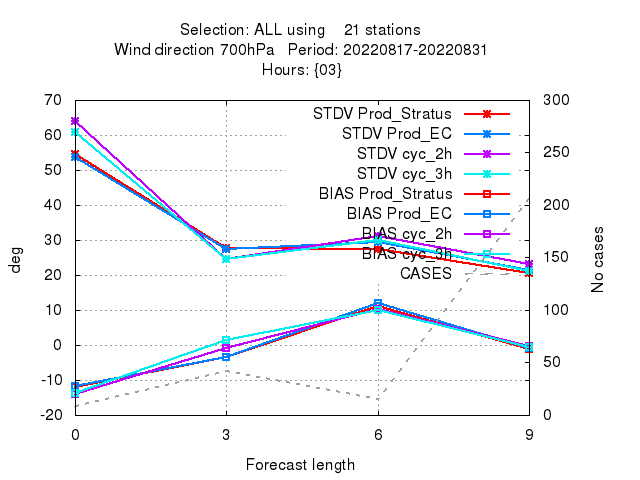 Selection: ALL using 21 stations
Wind direction 700hPa Period: 20220817-20220831
Hours: {03}
70 300
60 250
50 200
40
30 150
20
10 100
0
-10 50
-20 0
STDV Prod_Stratus
STDV Prod_EC
STDV cyc_2h
STDV cyc_3h
BIAS Prod_Stratus
BIAS Prod_EC
BIAS cyc_2h
BIAS cyc_3h
CASES
deg
No cases
0 3 6 9
Forecast length